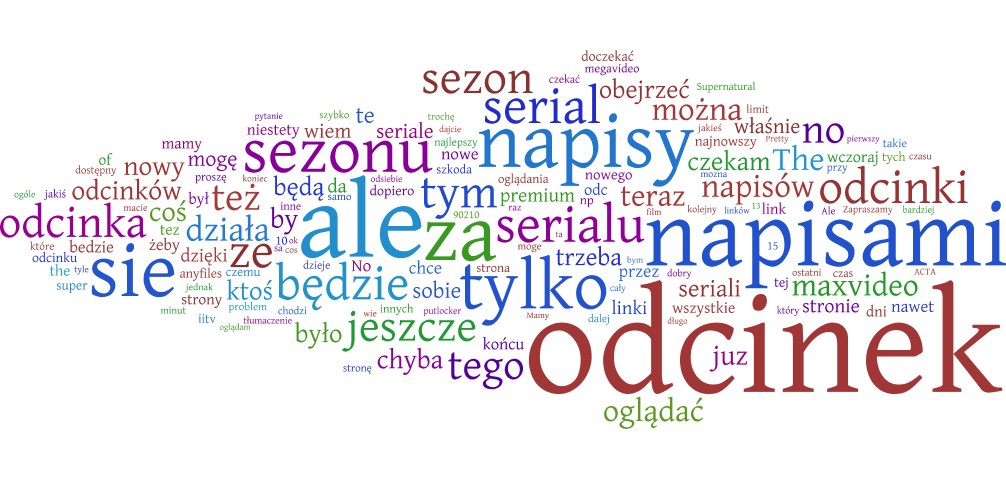 doczekać
megavideo
sezon czekać obejrzeć Supernatural
serial można limit
pytanie szybko te trochę jakieś właśnie no pierwszy
niestety wiem seriale dajcie napisy najnowszy Pretty takie
mamy sezonu najlepszy nowe czekam The wczoraj tych czasu
of nowy mogę szkoda przy
dostępny proszę koniec będą da odsiebie oglądania nowego można
ogóle jakiś odcinków był też samo dopiero tym premium odc teraz napisów odcinki
macie inne raz np film kolejny linków 13 link Ale Zapraszamy bardziej
odcinka coś tez działa by ale za 90210 serialu napisami
które bedzie żeby ze 10 ok ta
odcinku dzięki sa cos moge trzeba bym 15
the tyle sie anyfiles czemu dzieje No chce strona przez dobry ostatni czas ACTA
super jednak strony ktoś będzie sobie tylko cały seriali tej maxvideo
minut iitv problem chodzi innych putlocker linki wszystkie który stronie dni nawet
oglądam tłumaczenie wie Mamy dalej długo
było jeszcze końcu odcinek
stronę chyba tego juz
oglądać